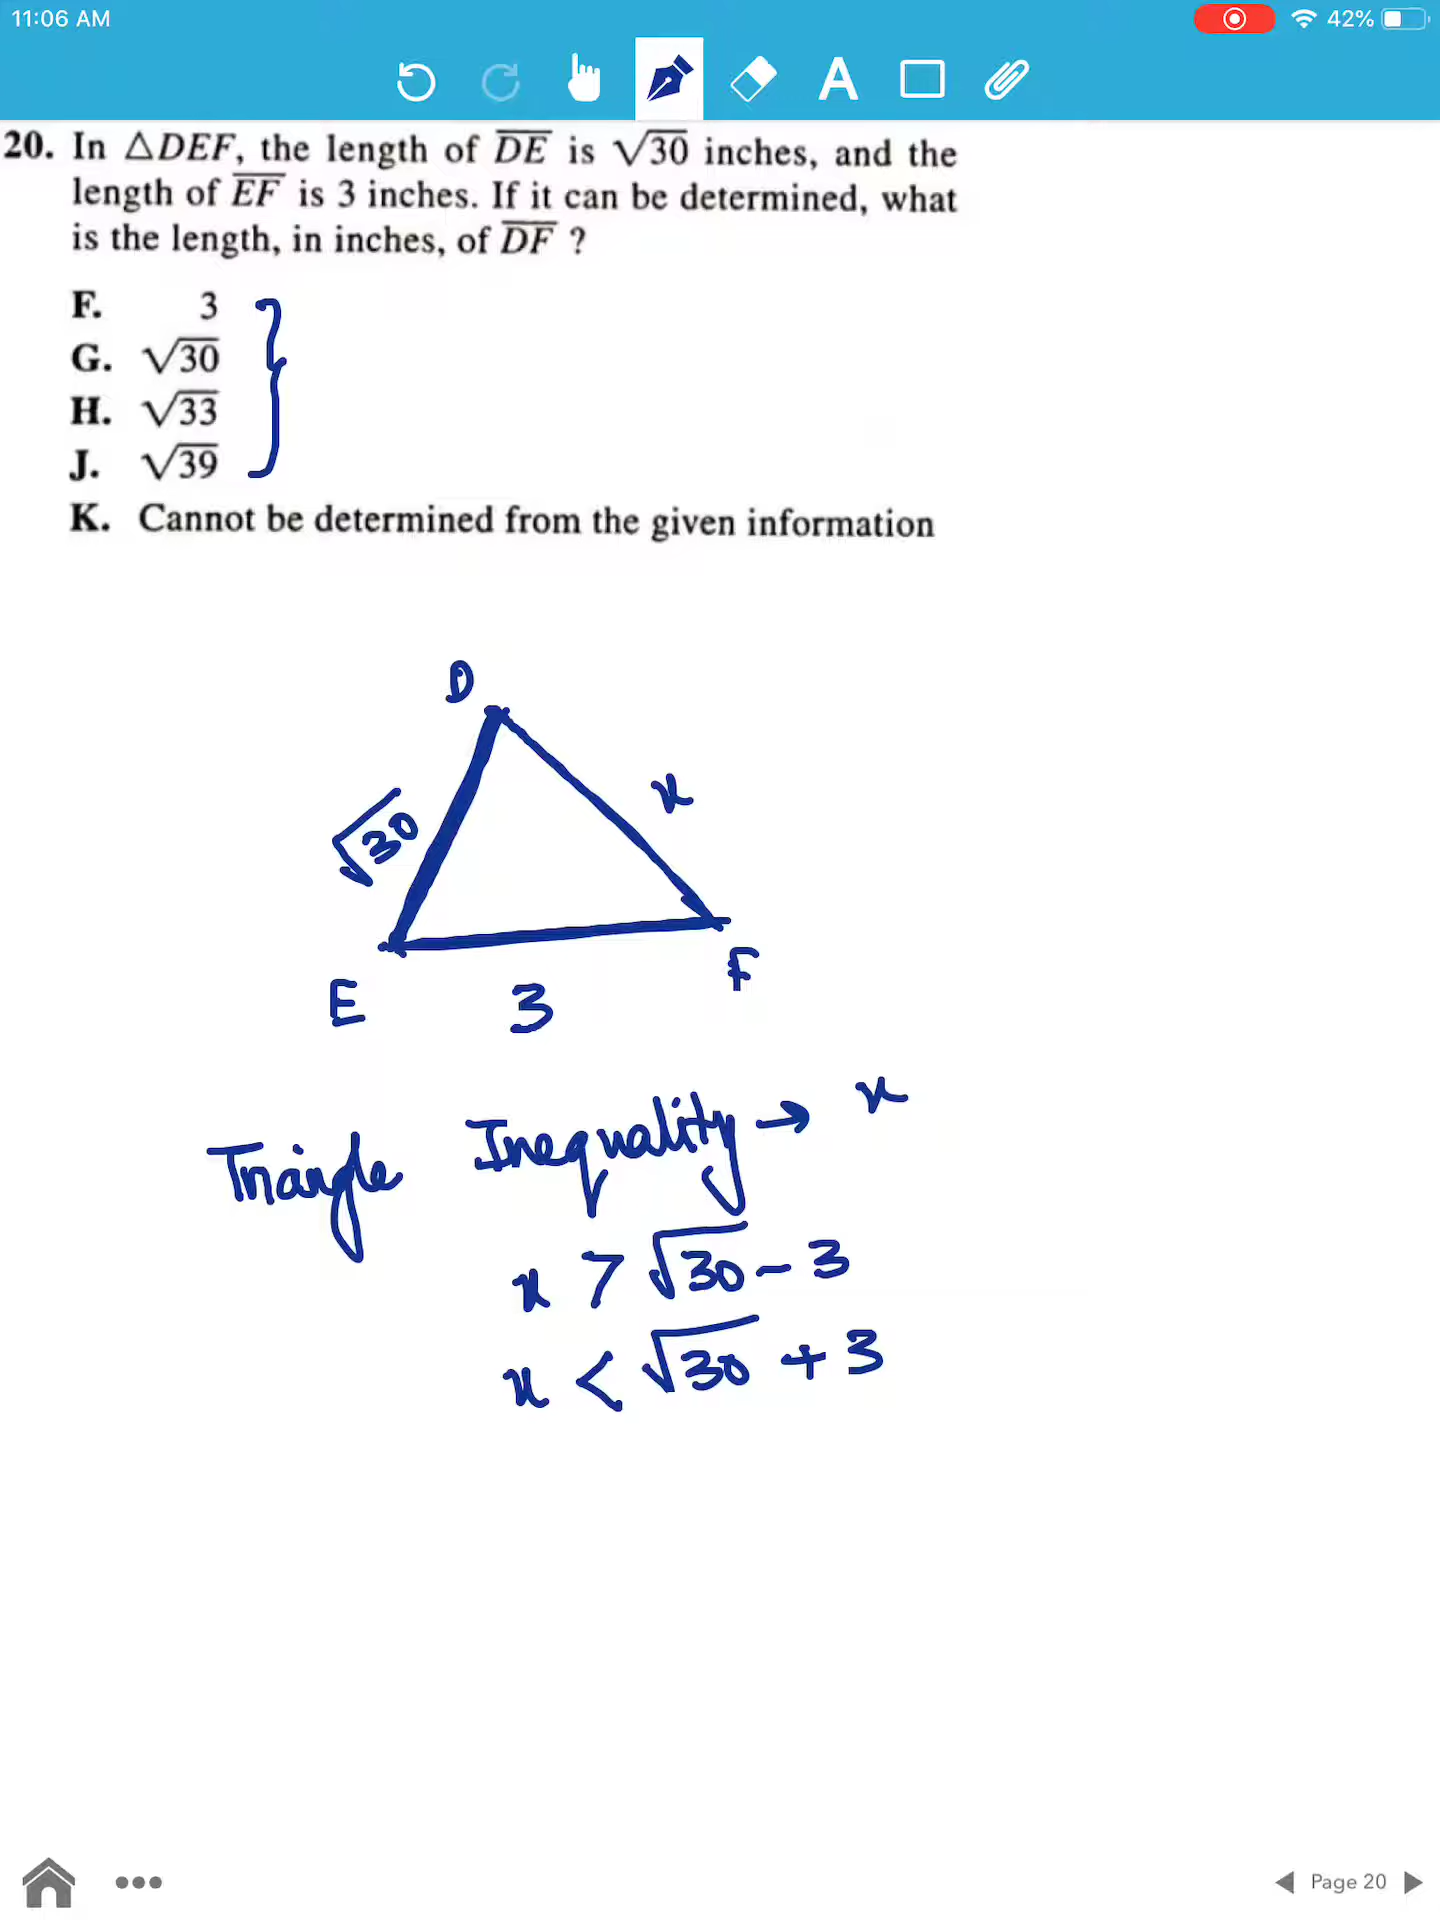 11:06 AM
42%
A
20. In △DEF, the length of DE is √30 inches, and the
length of EF is 3 inches. If it can be determined, what
is the length, in inches, of DF ?
F. 3
G. √30
H. √33
J. √39
K. Cannot be determined from the given information
D
√30
x
E
3
F
Triangle Inequality → x
x > √30 - 3
x < √30 + 3
Page 20